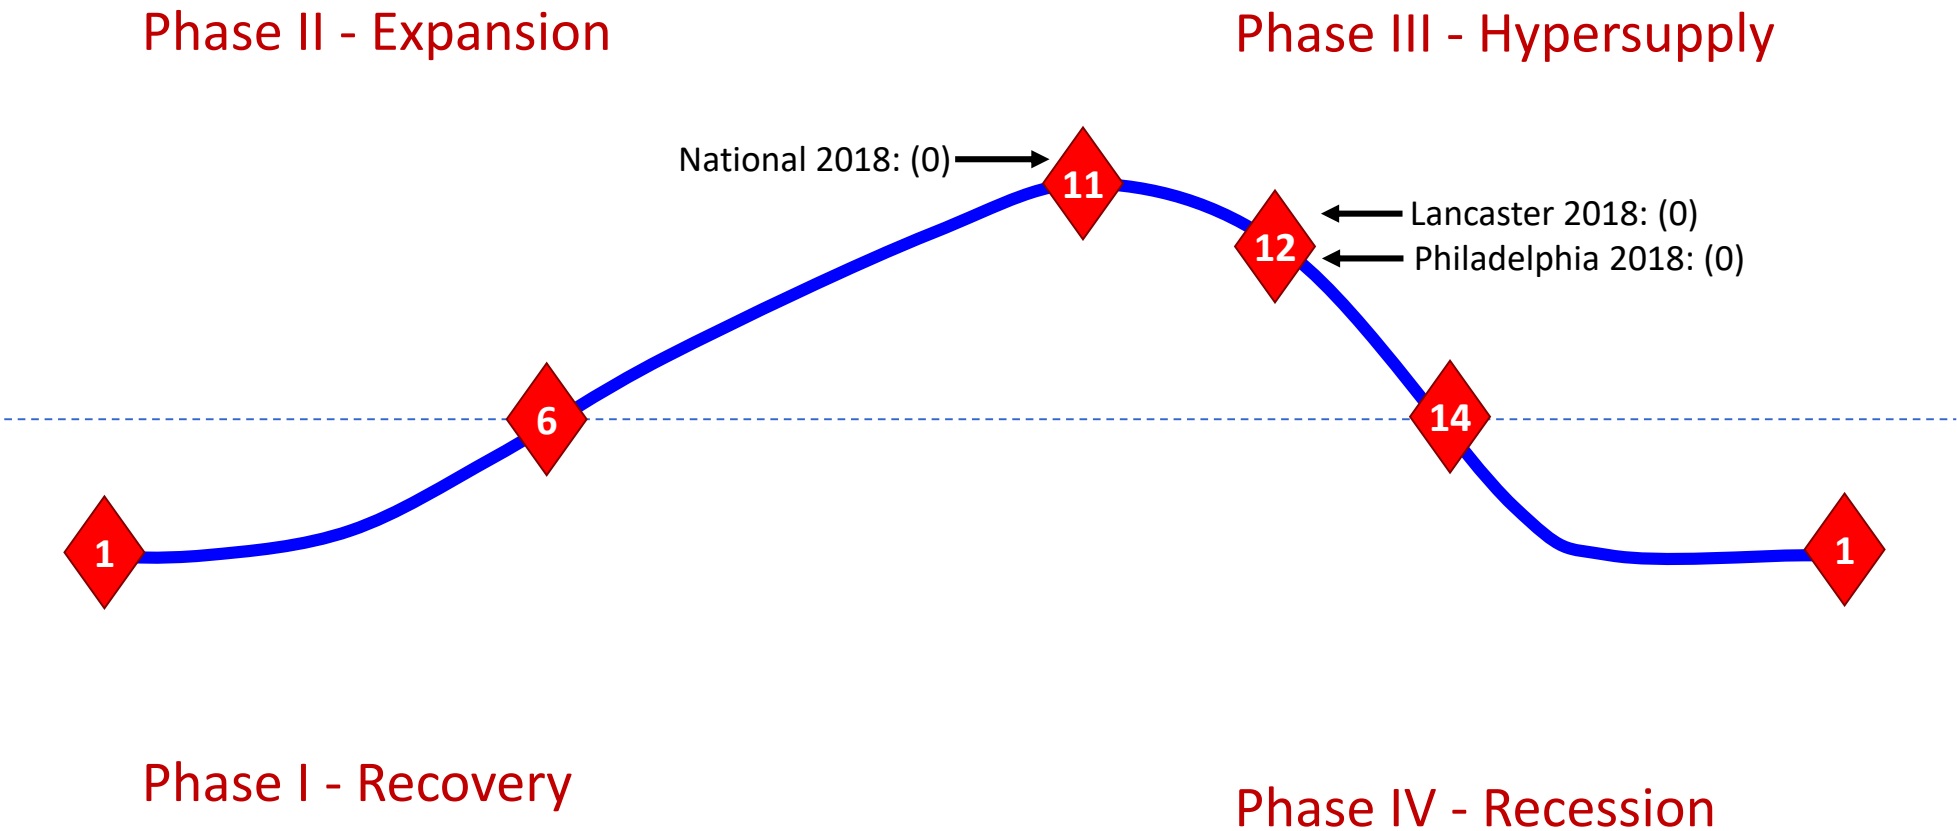 Phase II - Expansion
Phase III - Hypersupply
National 2018: (0)
11
Lancaster 2018: (0)
12
Philadelphia 2018: (0)
6
14
1
1
Phase I - Recovery
Phase IV - Recession